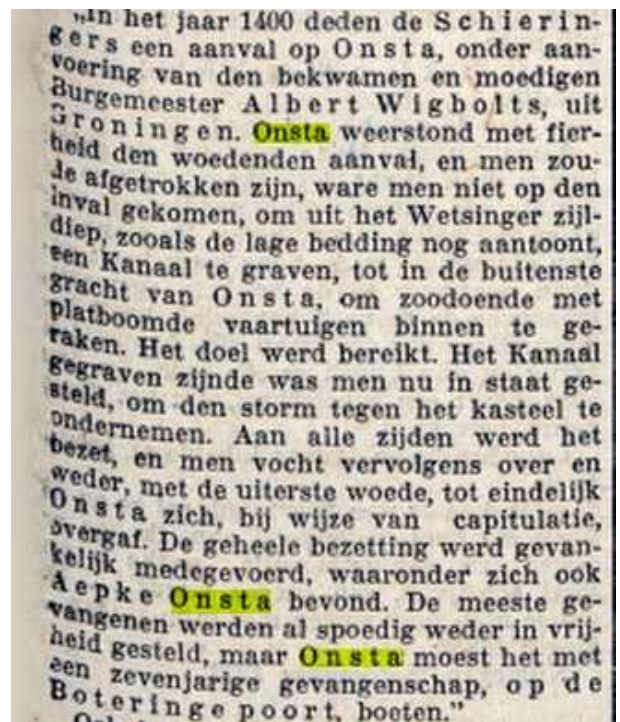 „In het jaar 1400 deden de Schierin-
gers een aanval op Onsta, onder aan-
voering van den bekwamen en moedigen
Burgemeester Albert Wigbolts, uit
Groningen. Onsta weerstond met fier-
heid den woedenden aanval, en men zou-
de afgetrokken zijn, ware men niet op den
inval gekomen, om uit het Wetsinger zijl-
diep, zooals de lage bedding nog aantoont,
een Kanaal te graven, tot in de buitenste
gracht van Onsta, om zoodoende met
platboomde vaartuigen binnen te ge-
raken. Het doel werd bereikt. Het Kanaal
gegraven zijnde was men nu in staat ge-
steld, om den storm tegen het kasteel te
ondernemen. Aan alle zijden werd het
bezet, en men vocht vervolgens over en
weder, met de uiterste woede, tot eindelijk
Onsta zich, bij wijze van capitulatie,
overgaf. De geheele bezetting werd gevan-
kelijk medegevoerd, waaronder zich ook
Aepke Onsta bevond. De meeste ge-
vangenen werden al spoedig weder in vrij-
heid gesteld, maar Onsta moest het met
een zevenjarige gevangenschap, op de
Boteringe poort, boeten.”